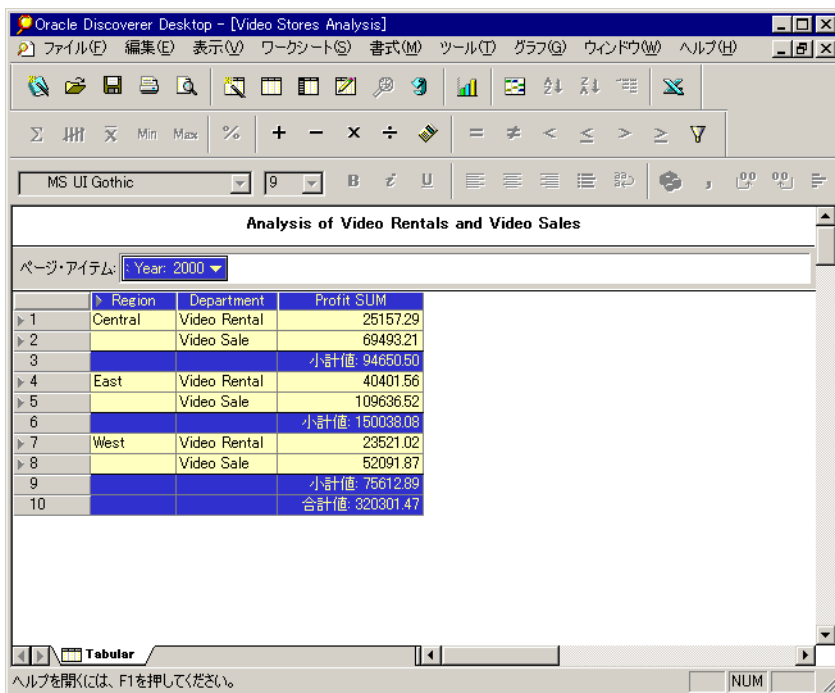 Oracle Discoverer Desktop - [Video Stores Analysis]
ファイル(F) 編集(E) 表示(V) ワークシート(S) 書式(M) ツール(T) グラフ(G) ウィンドウ(W) ヘルプ(H)
Σ x Min Max % + − × ÷ = ≠ < ≤ > ≥
MS UI Gothic 9 B i U
Analysis of Video Rentals and Video Sales
ページ・アイテム: : Year: 2000
Region Department Profit SUM
1 Central Video Rental 25157.29
2 Video Sale 69493.21
3 小計値: 94650.50
4 East Video Rental 40401.56
5 Video Sale 109636.52
6 小計値: 150038.08
7 West Video Rental 23521.02
8 Video Sale 52091.87
9 小計値: 75612.89
10 合計値: 320301.47
Tabular
ヘルプを開くには、F1を押してください。 NUM